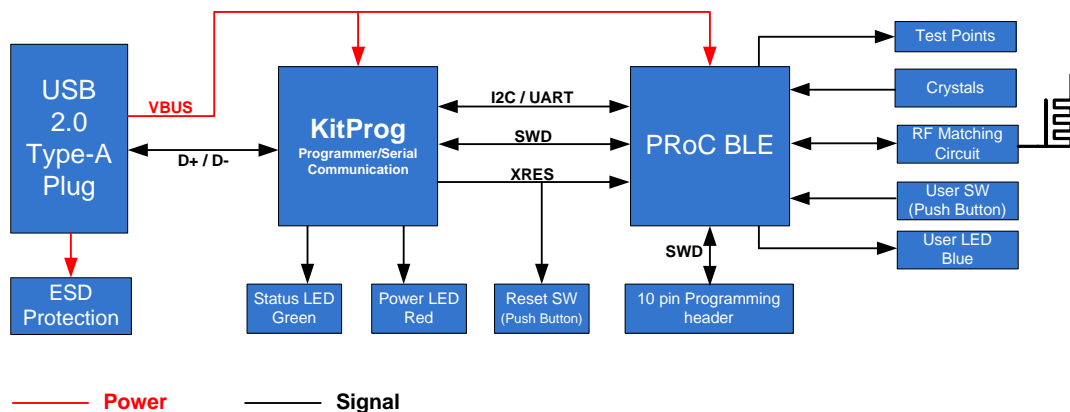 USB
2.0
Type-A
Plug
VBUS
D+ / D-
ESD
Protection
KitProg
Programmer/Serial
Communication
I2C / UART
SWD
XRES
PRoC BLE
SWD
Status LED
Green
Power LED
Red
Reset SW
(Push Button)
10 pin Programming
header
Test Points
Crystals
RF Matching
Circuit
User SW
(Push Button)
User LED
Blue
Power
Signal